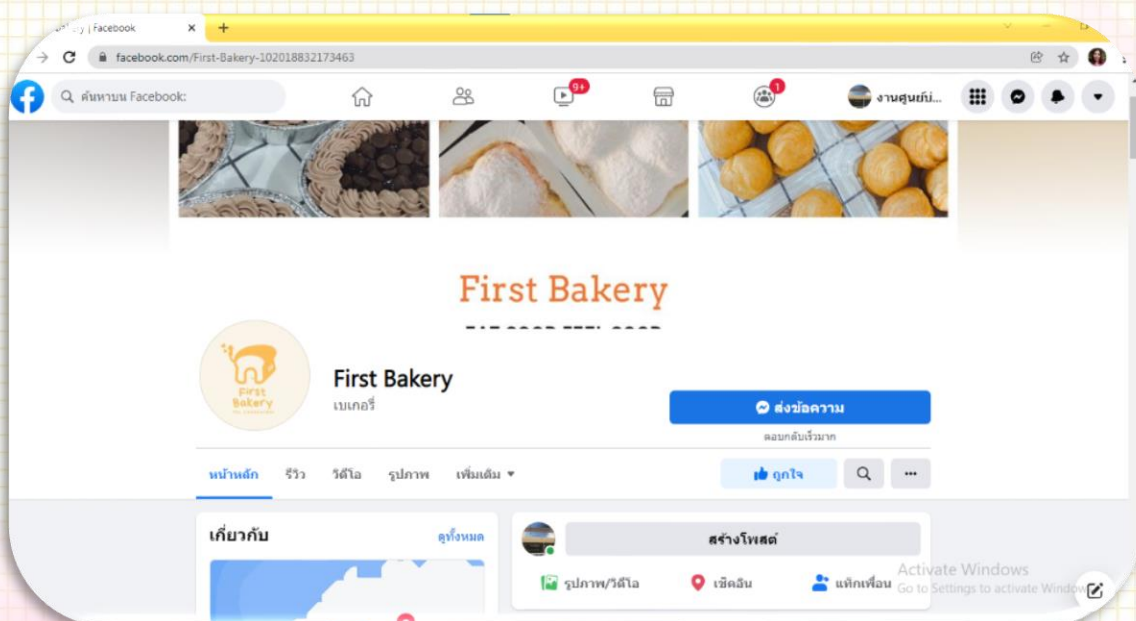 | Facebook
facebook.com/First-Bakery-102018832173463
ค้นหาบน Facebook:
9+
1
งานศูนย์บ่...
First Bakery
First
Bakery
First Bakery
เบเกอรี่
ส่งข้อความ
ตอบกลับเร็วมาก
หน้าหลัก รีวิว วิดีโอ รูปภาพ เพิ่มเติม
ถูกใจ
เกี่ยวกับ ดูทั้งหมด
สร้างโพสต์
รูปภาพ/วิดีโอ เช็คอิน แท็กเพื่อน
Activate Windows
Go to Settings to activate Window